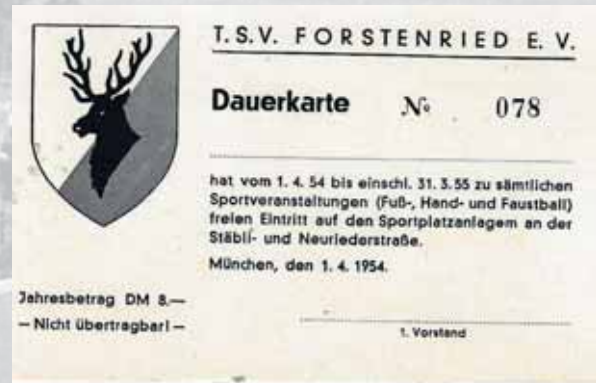 T. S. V. FORSTENRIED E. V.
Dauerkarte № 078
hat vom 1. 4. 54 bis einschl. 31. 3. 55 zu sämtlichen
Sportveranstaltungen (Fuß-, Hand- und Faustball)
freien Eintritt auf den Sportplatzanlagem an der
Stäbli- und Neuriederstraße.
München, den 1. 4. 1954.
Jahresbetrag DM 8.—
— Nicht übertragbar! —
1. Vorstand